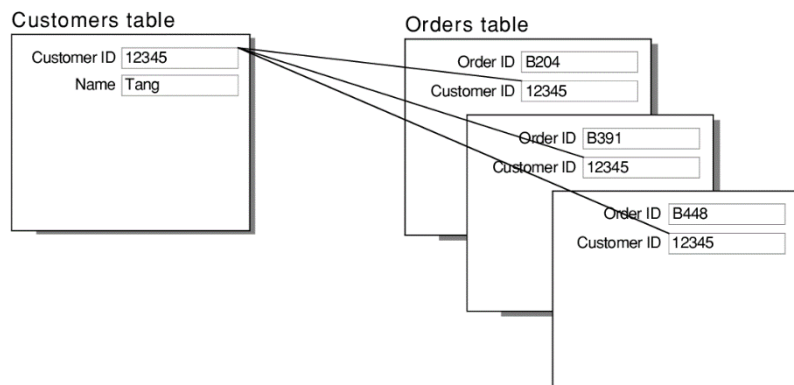 Customers table
Customer ID 12345
Name Tang
Orders table
Order ID B204
Customer ID 12345
Order ID B391
Customer ID 12345
Order ID B448
Customer ID 12345